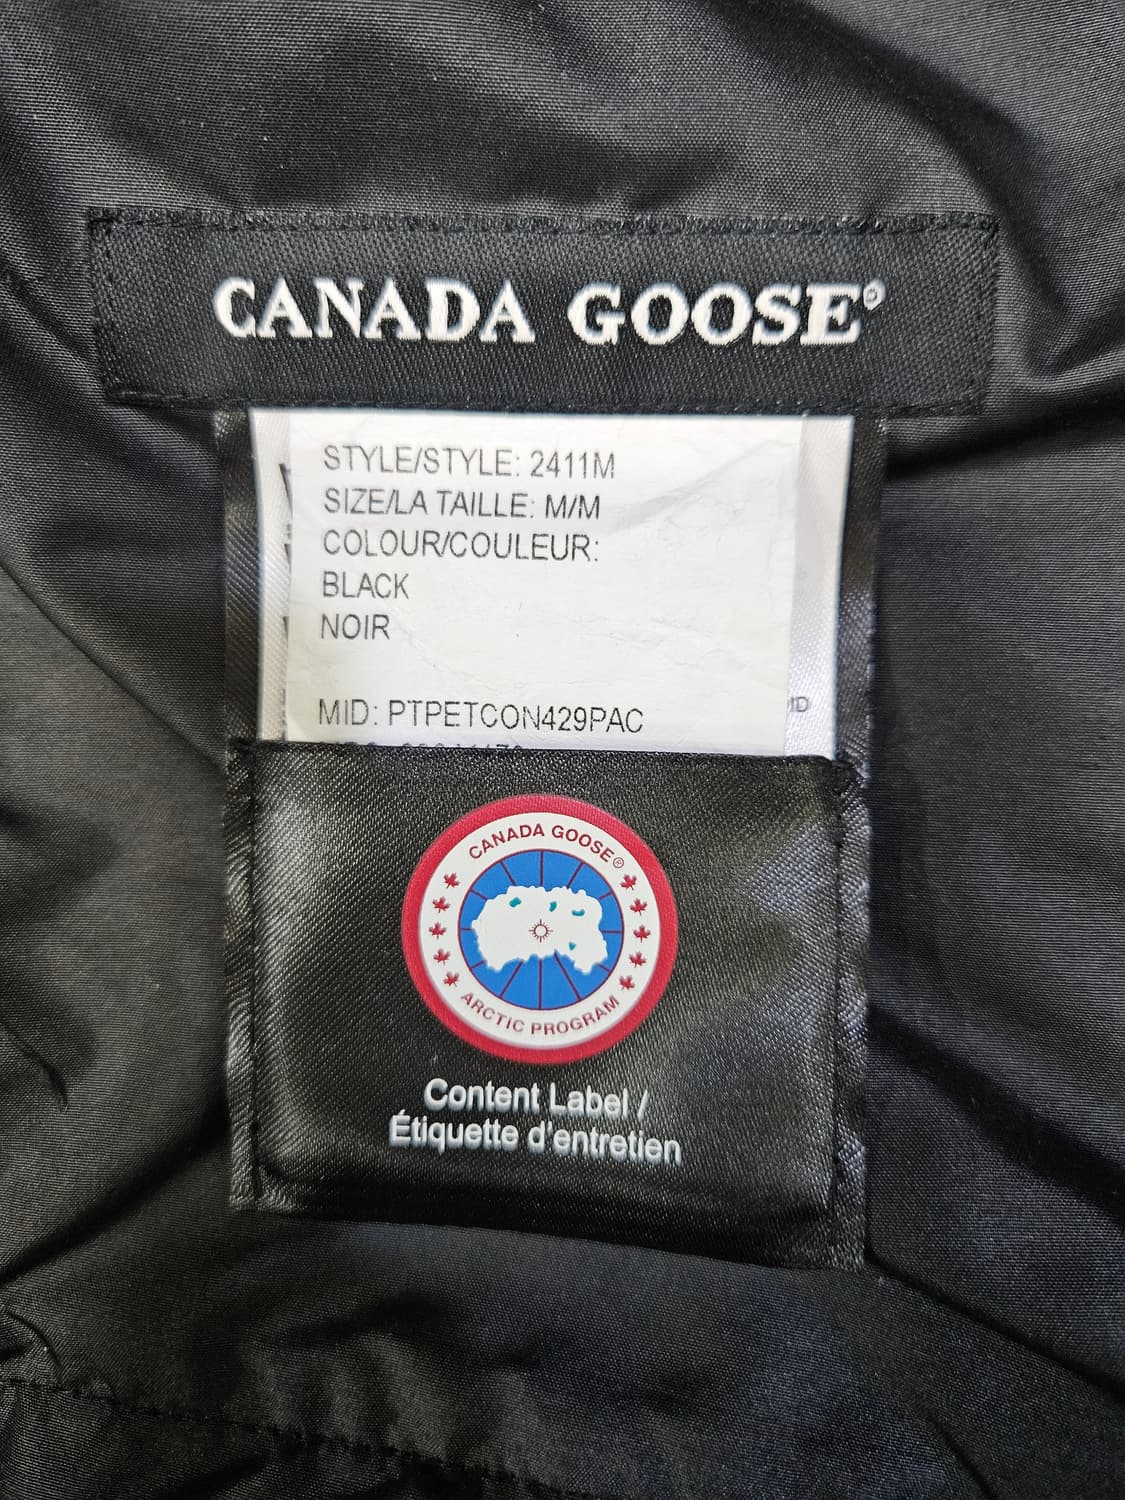 CANADA GOOSE®
STYLE/STYLE: 2411M
SIZE/LA TAILLE: M/M
COLOUR/COULEUR:
BLACK
NOIR
MID: PTPETCON429PAC
CANADA GOOSE®
ARCTIC PROGRAM
Content Label /
Étiquette d'entretien